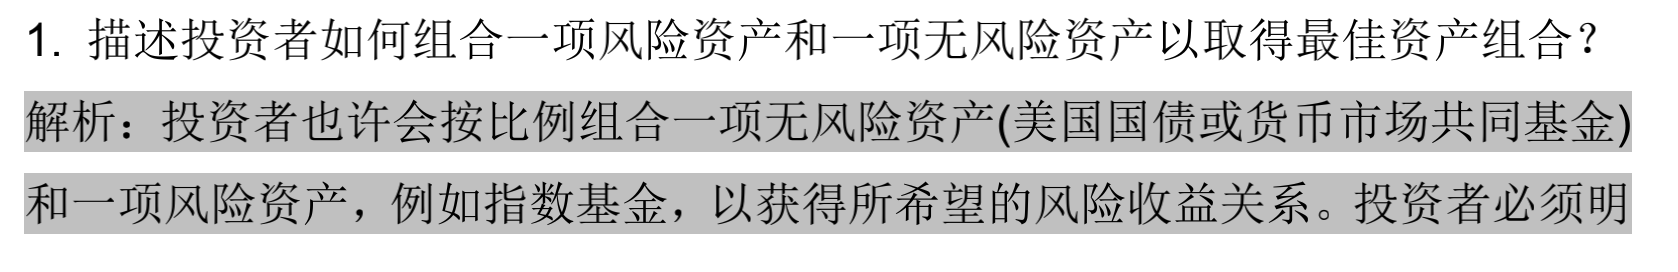 1. 描述投资者如何组合一项风险资产和一项无风险资产以取得最佳资产组合？
解析：投资者也许会按比例组合一项无风险资产(美国国债或货币市场共同基金)
和一项风险资产，例如指数基金，以获得所希望的风险收益关系。投资者必须明